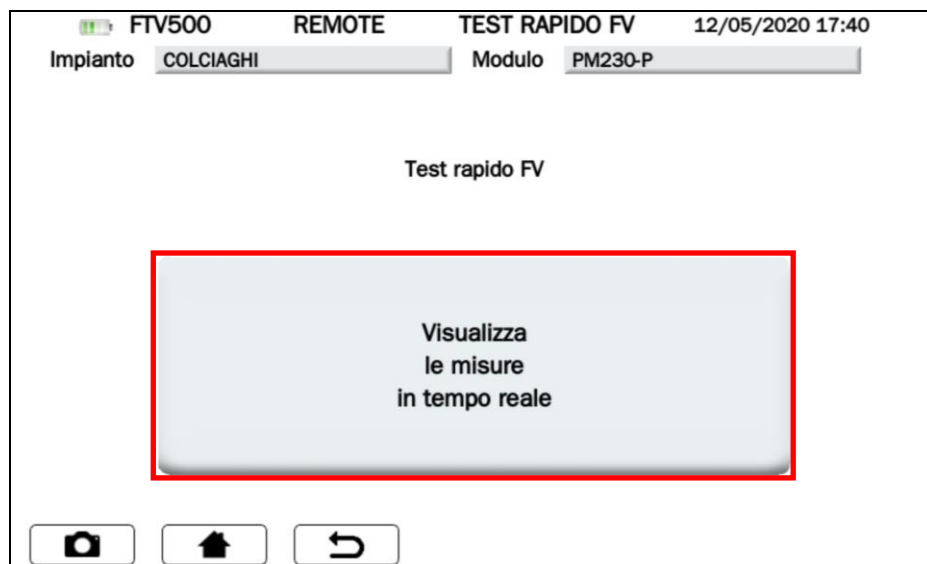 FTV500 REMOTE TEST RAPIDO FV 12/05/2020 17:40
Impianto COLCIAGHI Modulo PM230-P
Test rapido FV
Visualizza
le misure
in tempo reale